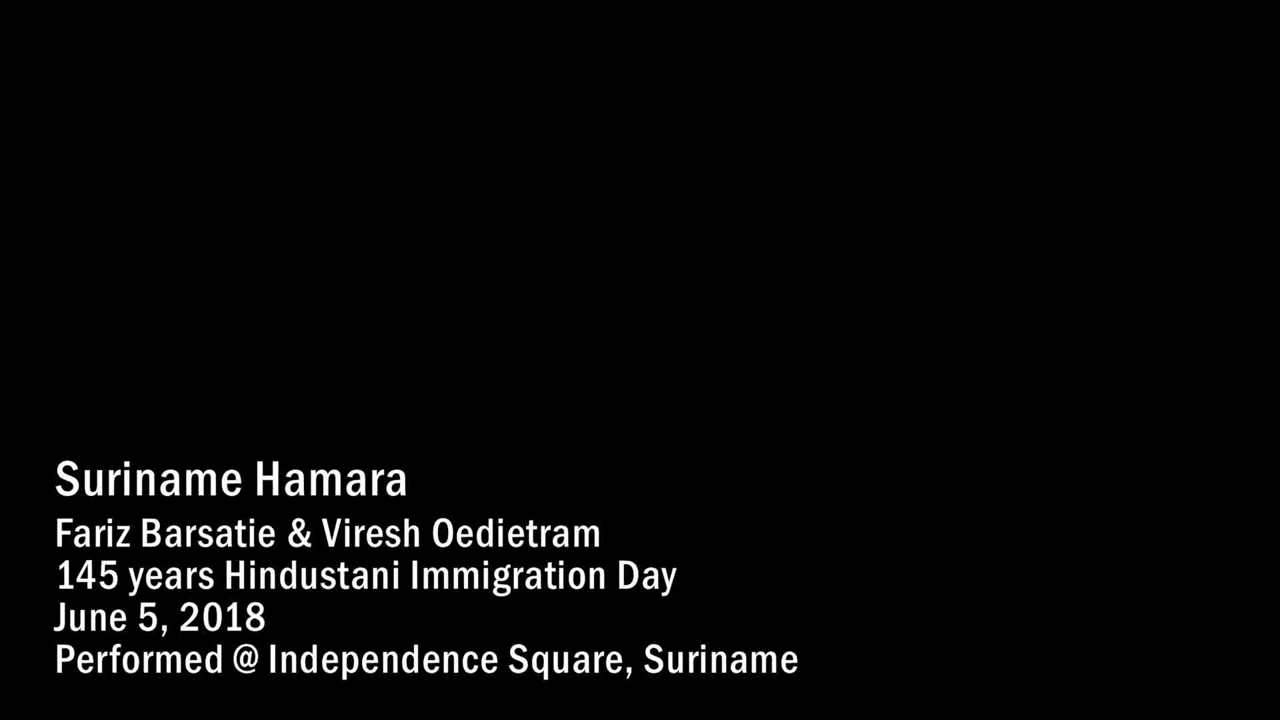 Suriname Hamara
Fariz Barsatie & Viresh Oedietram
145 years Hindustani Immigration Day
June 5, 2018
Performed @ Independence Square, Suriname